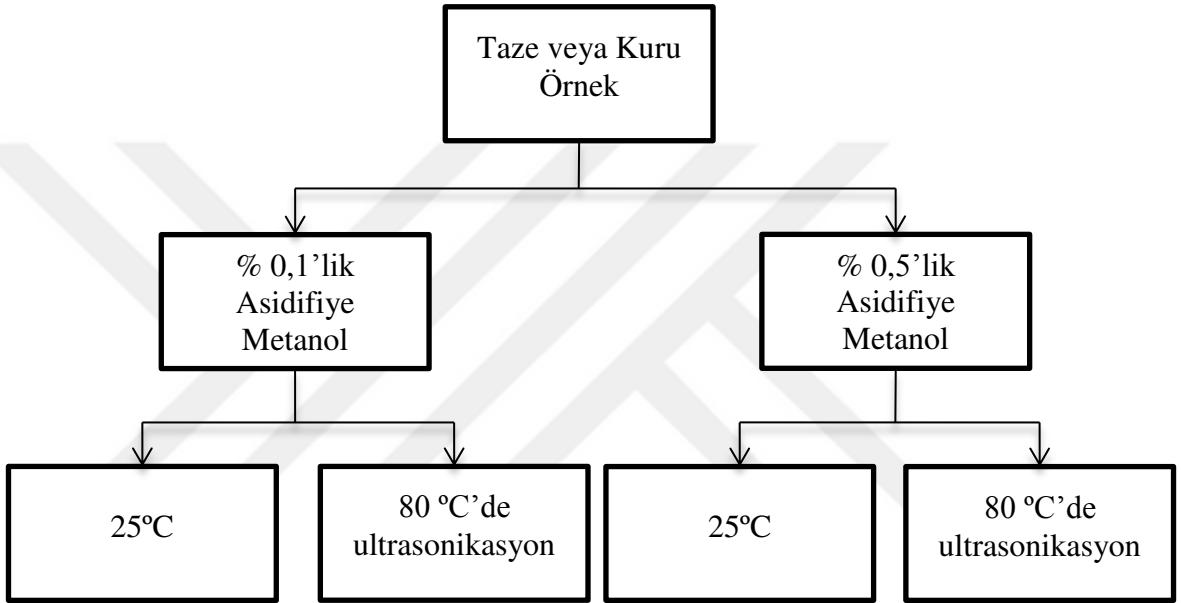 Taze veya Kuru
Örnek
% 0,1’lik
Asidifiye
Metanol
% 0,5’lik
Asidifiye
Metanol
25ºC
80 ºC’de
ultrasonikasyon
25ºC
80 ºC’de
ultrasonikasyon